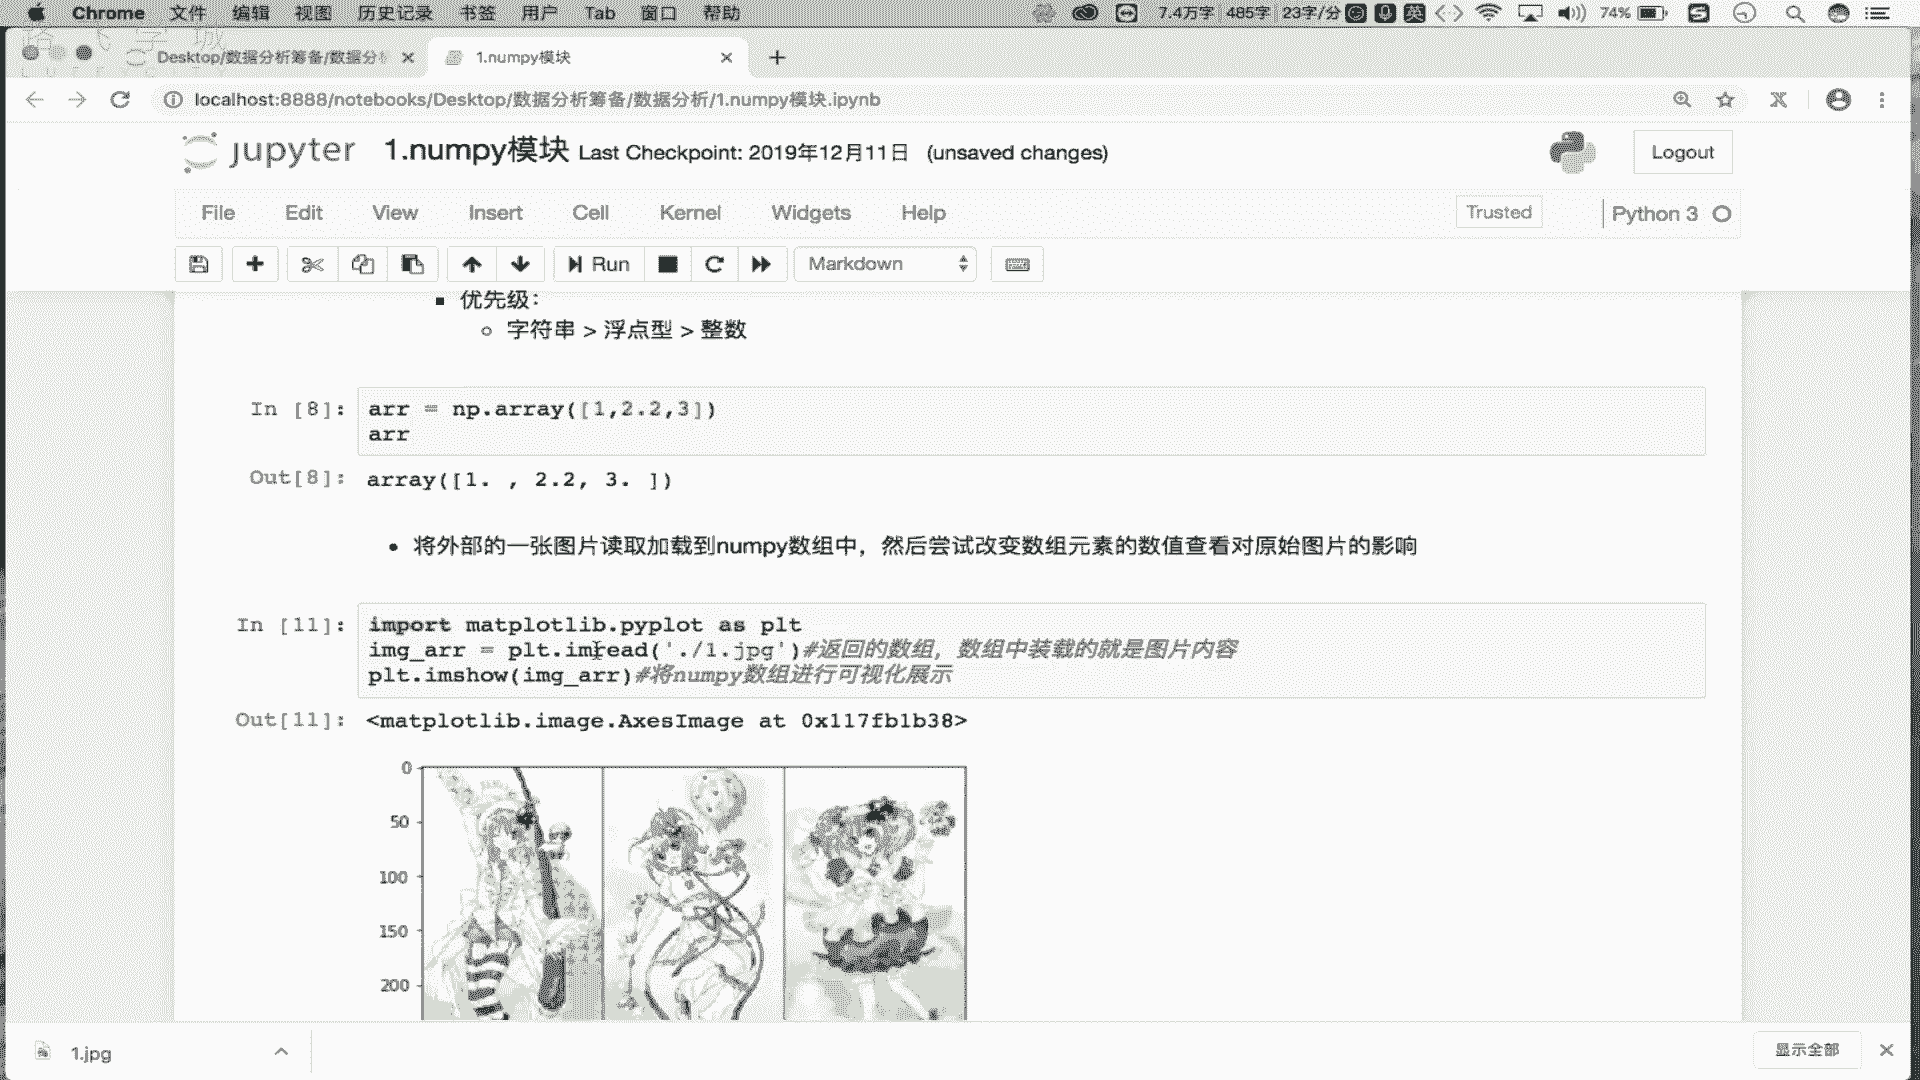 Chrome 文件 编辑 视图 历史记录 书签 用户 Tab 窗口 帮助 7.4万字 485字 23字/分 英 74%
Desktop/数据分析筹备/数据分 1.numpy模块
localhost:8888/notebooks/Desktop/数据分析筹备/数据分析/1.numpy模块.ipynb
jupyter 1.numpy模块 Last Checkpoint: 2019年12月11日 (unsaved changes) Logout
File Edit View Insert Cell Kernel Widgets Help Trusted Python 3
Run Markdown
优先级：
字符串 > 浮点型 > 整数
In [8]: arr = np.array([1,2.2,3])
arr
Out[8]: array([1. , 2.2, 3. ])
将外部的一张图片读取加载到numpy数组中，然后尝试改变数组元素的数值查看对原始图片的影响
In [11]: import matplotlib.pyplot as plt
img_arr = plt.imread('./1.jpg')#返回的数组，数组中装载的就是图片内容
plt.imshow(img_arr)#将numpy数组进行可视化展示
Out[11]: <matplotlib.image.AxesImage at 0x117fb1b38>
0
50
100
150
200
1.jpg 显示全部